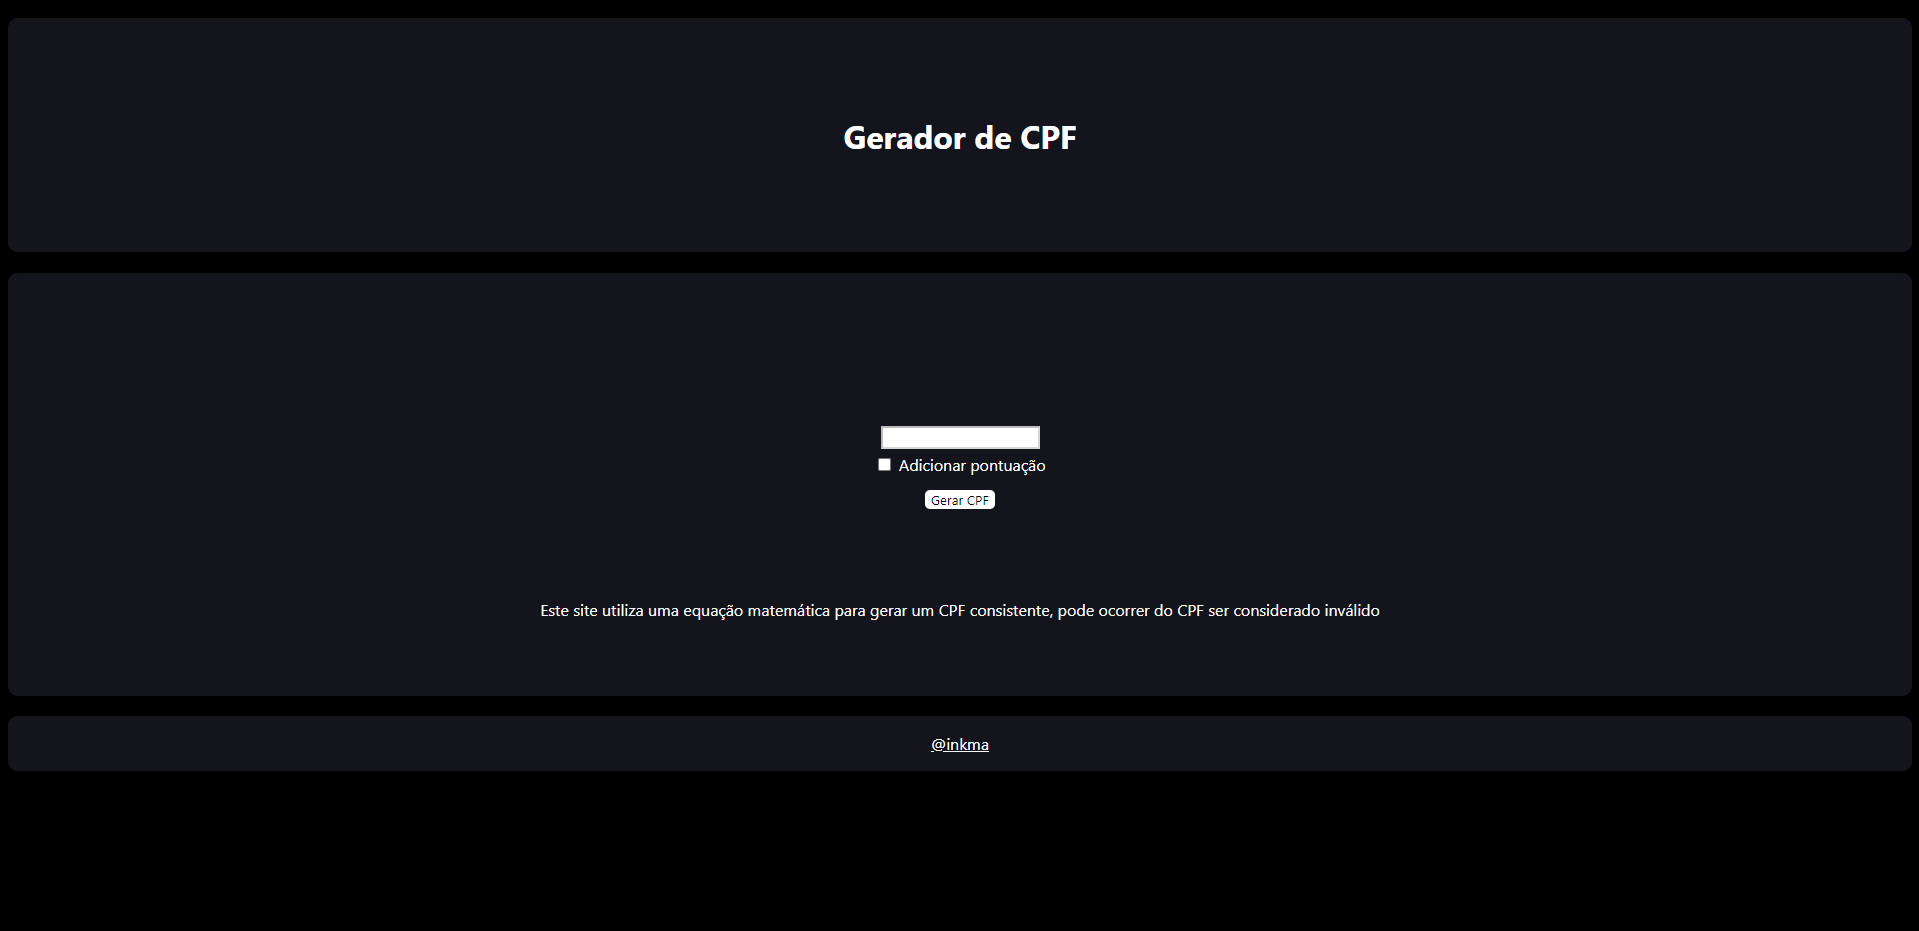 Gerador de CPF
Adicionar pontuação
Gerar CPF
Este site utiliza uma equação matemática para gerar um CPF consistente, pode ocorrer do CPF ser considerado inválido
@inkma